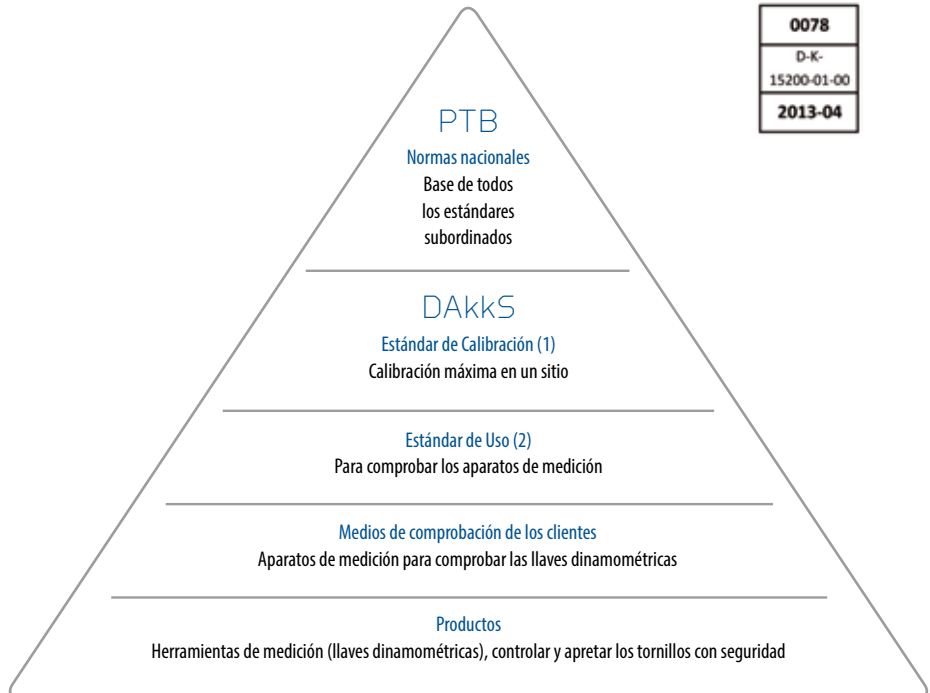 0078
D-K-
15200-01-00
2013-04
PTB
Normas nacionales
Base de todos
los estándares
subordinados
DAkkS
Estándar de Calibración (1)
Calibración máxima en un sitio
Estándar de Uso (2)
Para comprobar los aparatos de medición
Medios de comprobación de los clientes
Aparatos de medición para comprobar las llaves dinamométricas
Productos
Herramientas de medición (llaves dinamométricas), controlar y apretar los tornillos con seguridad